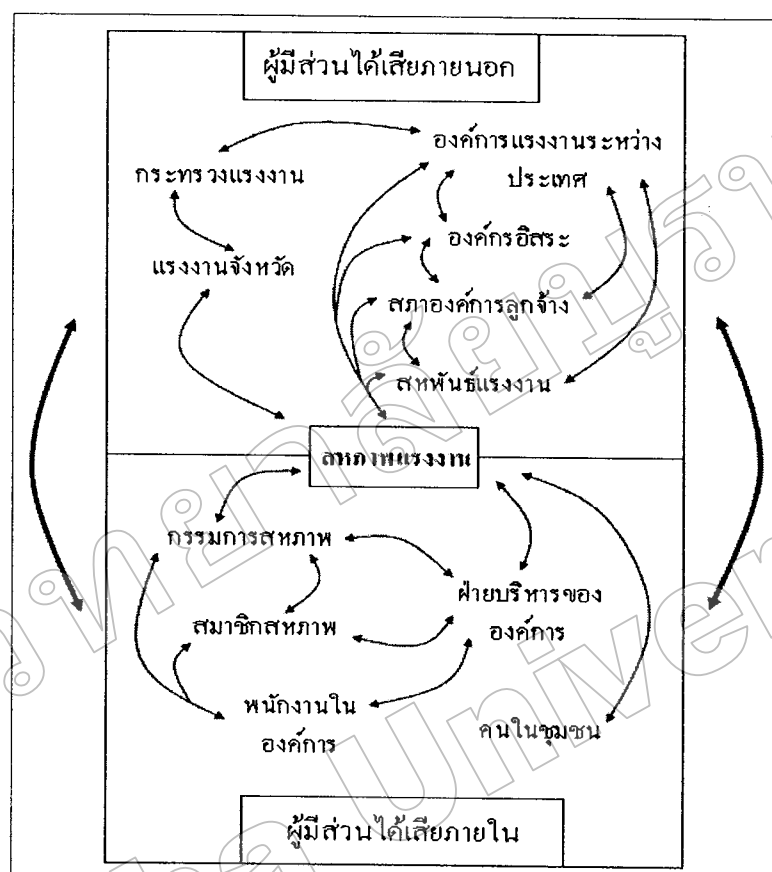 ผู้มีส่วนได้เสียภายนอก
องค์การแรงงานระหว่าง
ประเทศ
กระทรวงแรงงาน
องค์กรอิสระ
แรงงานจังหวัด
สภาองค์การลูกจ้าง
สหพันธ์แรงงาน
สหภาพแรงงาน
กรรมการสหภาพ
ฝ่ายบริหารของ
องค์การ
สมาชิกสหภาพ
พนักงานใน
องค์การ
คนในชุมชน
ผู้มีส่วนได้เสียภายใน